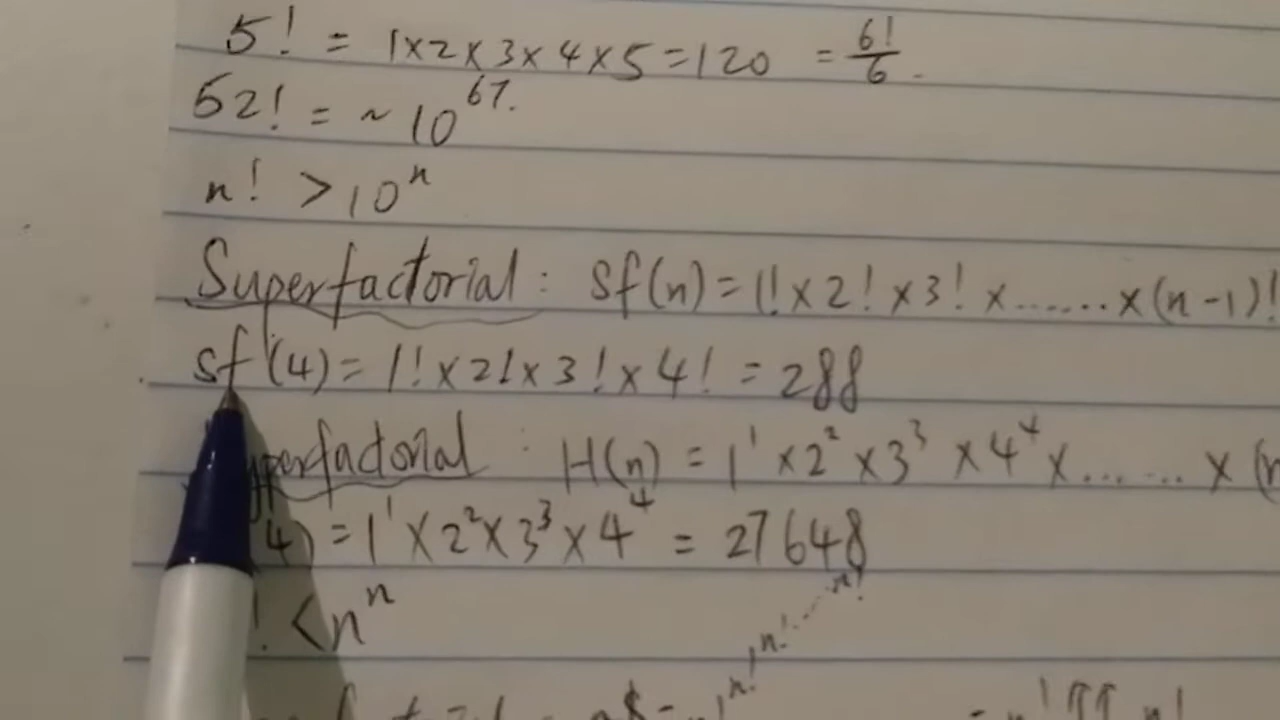 5! = 1×2×3×4×5=120 = 6!/6.
52! = ~10^67.
n! > 10^n
Superfactorial: sf(n)=1!×2!×3!×......×(n-1)!
sf(4)=1!×2!×3!×4! = 288
perfactorial : H(n) = 1^1×2^2×3^3×4^4×......×(n
4)=1^1×2^2×3^3×4^4 = 27648
! <n^n